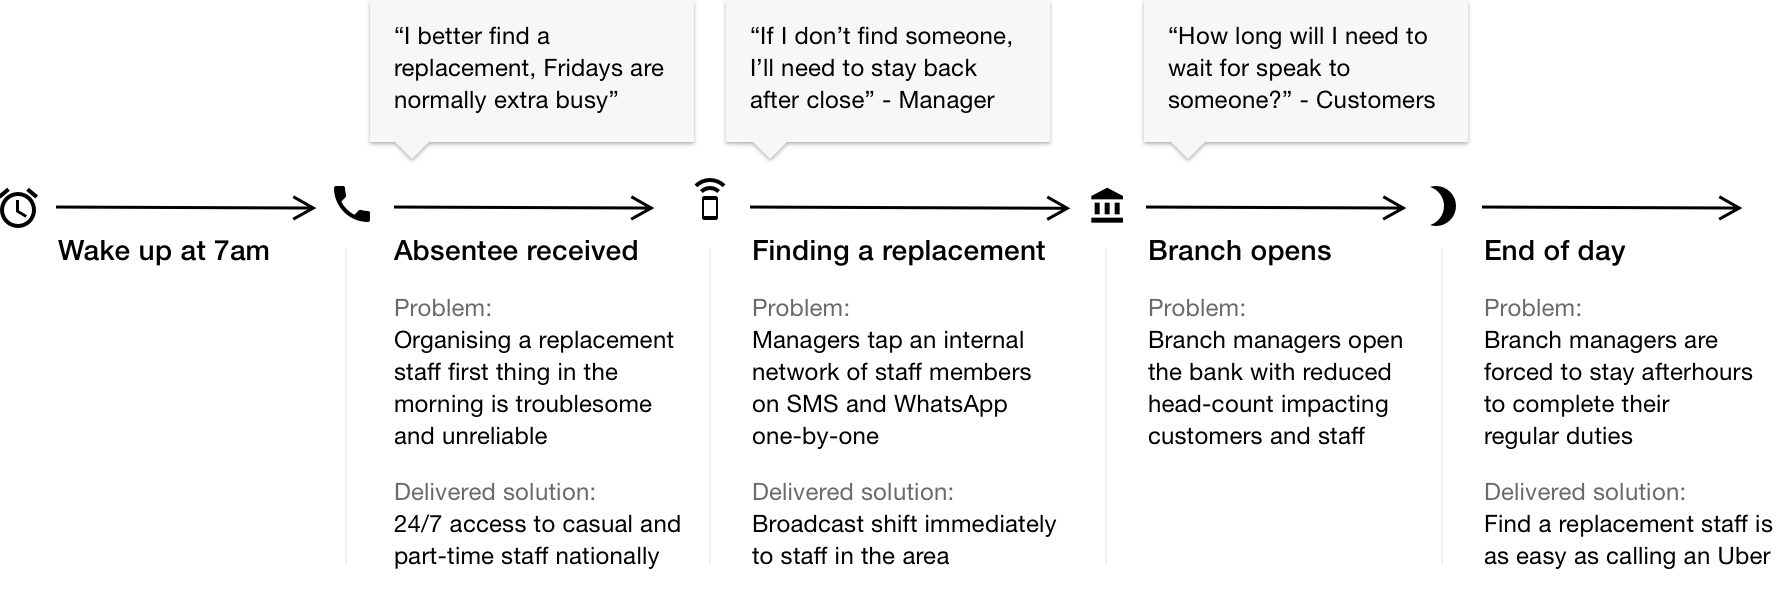 “I better find a
replacement, Fridays are
normally extra busy”
“If I don’t find someone,
I’ll need to stay back
after close” - Manager
“How long will I need to
wait for speak to
someone?” - Customers
Wake up at 7am
Absentee received
Problem:
Organising a replacement
staff first thing in the
morning is troublesome
and unreliable
Delivered solution:
24/7 access to casual and
part-time staff nationally
Finding a replacement
Problem:
Managers tap an internal
network of staff members
on SMS and WhatsApp
one-by-one
Delivered solution:
Broadcast shift immediately
to staff in the area
Branch opens
Problem:
Branch managers open
the bank with reduced
head-count impacting
customers and staff
End of day
Problem:
Branch managers are
forced to stay afterhours
to complete their
regular duties
Delivered solution:
Find a replacement staff is
as easy as calling an Uber